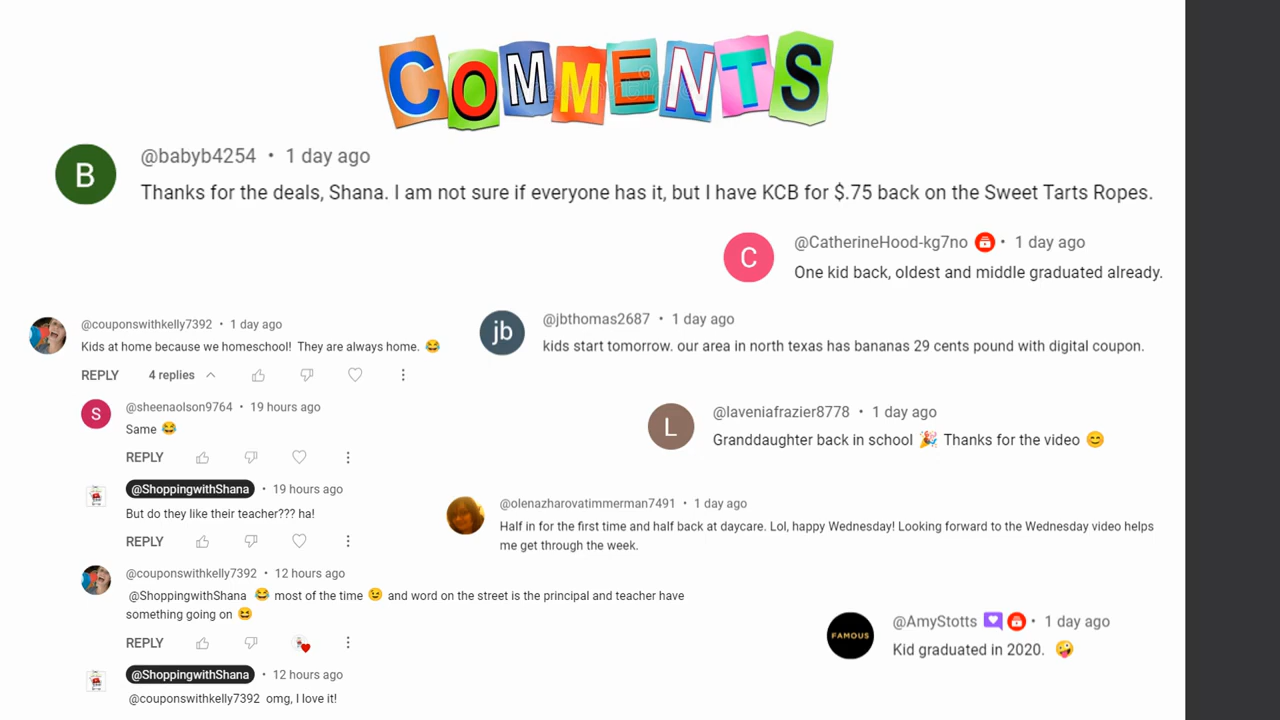 COMMENTS
B
@babyb4254 • 1 day ago
Thanks for the deals, Shana. I am not sure if everyone has it, but I have KCB for $.75 back on the Sweet Tarts Ropes.
C
@CatherineHood-kg7no • 1 day ago
One kid back, oldest and middle graduated already.
@couponswithkelly7392 • 1 day ago
Kids at home because we homeschool! They are always home. 😂
REPLY 4 replies
S
@sheenaolson9764 • 19 hours ago
Same 😂
REPLY
@ShoppingwithShana • 19 hours ago
But do they like their teacher??? ha!
REPLY
@couponswithkelly7392 • 12 hours ago
@ShoppingwithShana 😂 most of the time 😉 and word on the street is the principal and teacher have
something going on 😆
REPLY
@ShoppingwithShana • 12 hours ago
@couponswithkelly7392 omg, I love it!
jb
@jbthomas2687 • 1 day ago
kids start tomorrow. our area in north texas has bananas 29 cents pound with digital coupon.
L
@laveniafrazier8778 • 1 day ago
Granddaughter back in school 🎉 Thanks for the video 😊
@olenazharovatimmerman7491 • 1 day ago
Half in for the first time and half back at daycare. Lol, happy Wednesday! Looking forward to the Wednesday video helps
me get through the week.
FAMOUS
@AmyStotts • 1 day ago
Kid graduated in 2020. 🤪